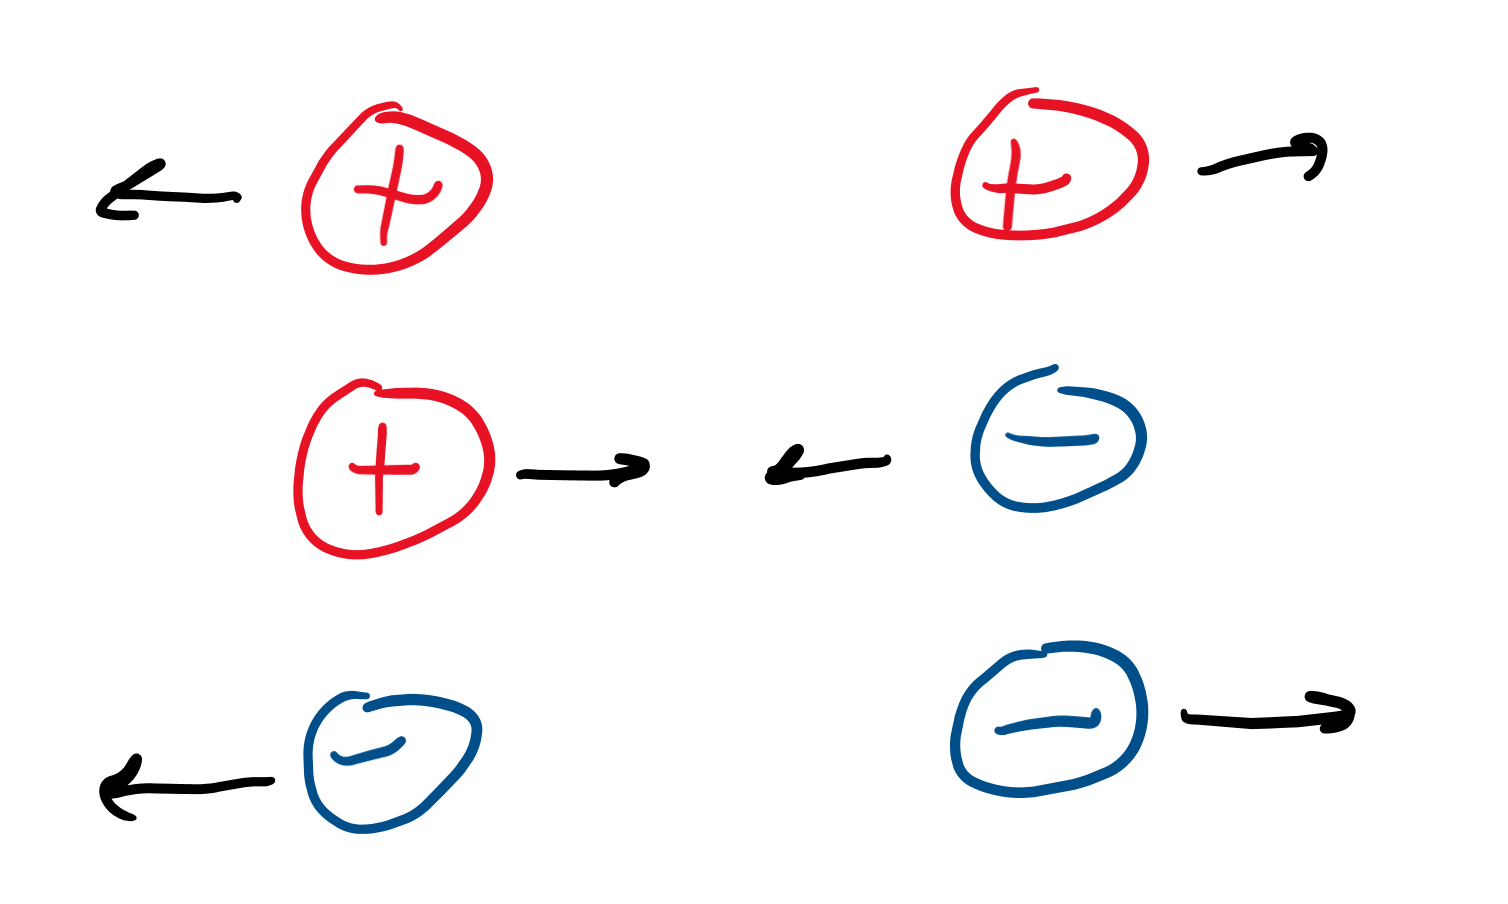 + +
+ −
− −